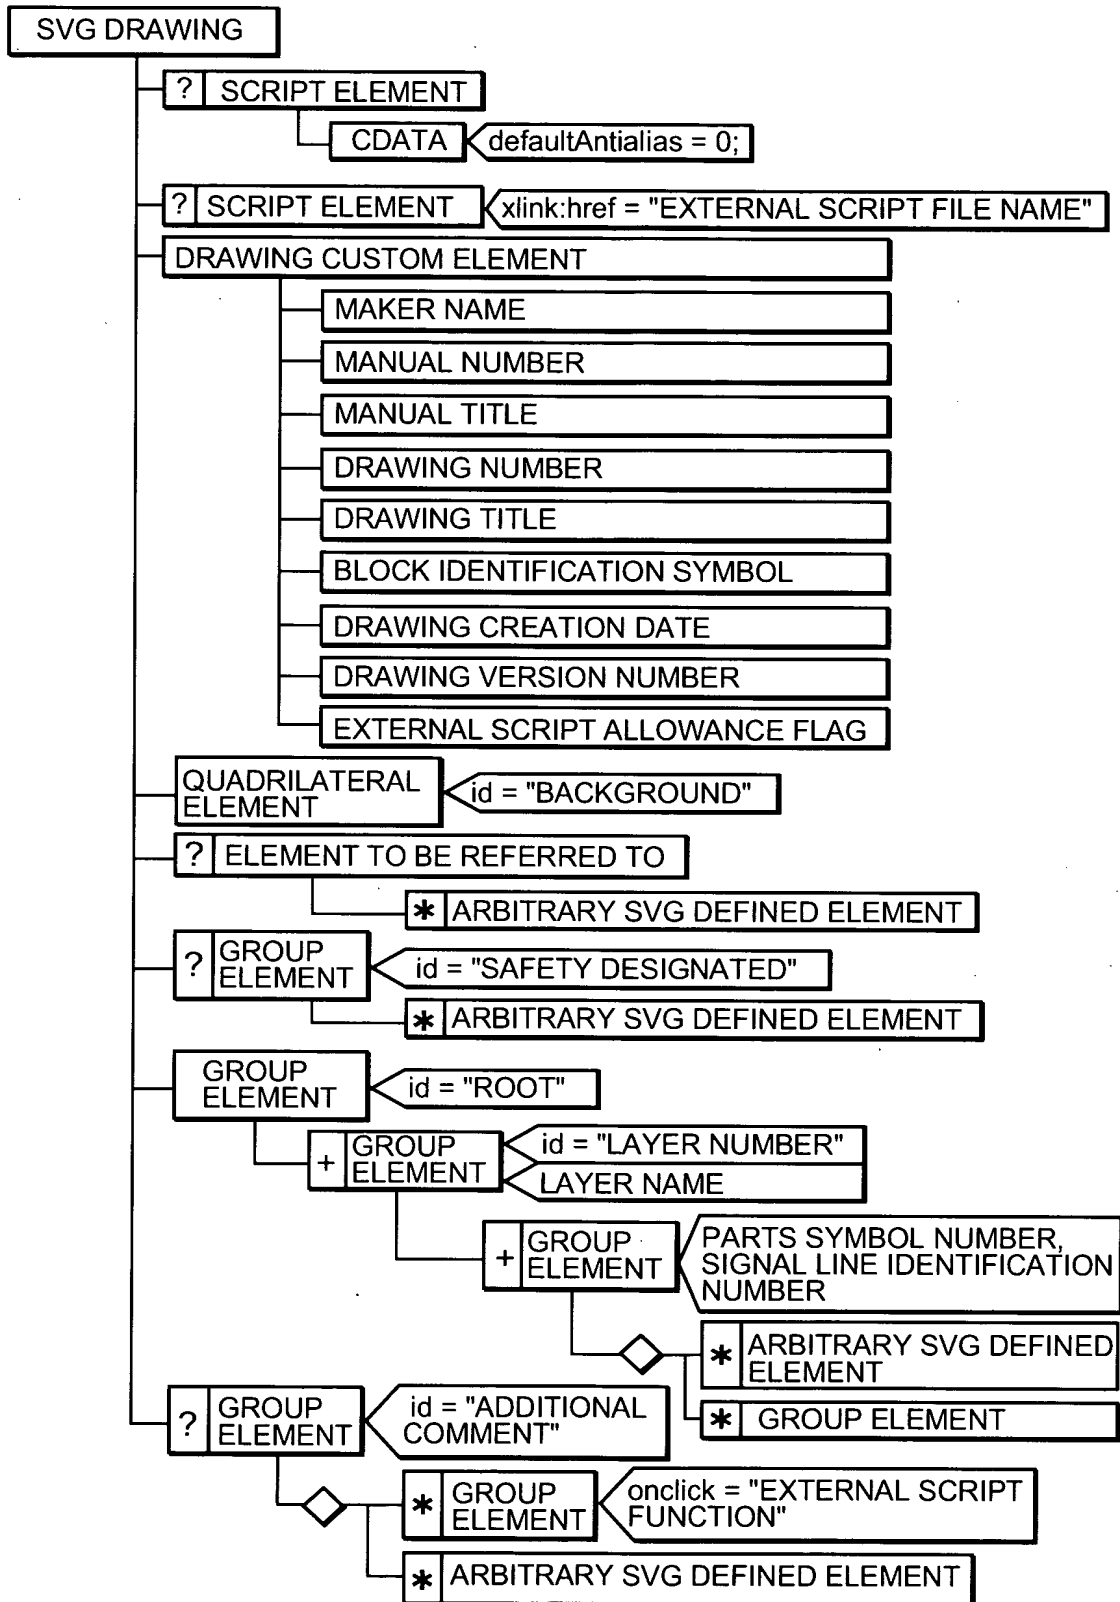 SVG DRAWING
? SCRIPT ELEMENT
CDATA
defaultAntialias = 0;
? SCRIPT ELEMENT
xlink:href = "EXTERNAL SCRIPT FILE NAME"
DRAWING CUSTOM ELEMENT
MAKER NAME
MANUAL NUMBER
MANUAL TITLE
DRAWING NUMBER
DRAWING TITLE
BLOCK IDENTIFICATION SYMBOL
DRAWING CREATION DATE
DRAWING VERSION NUMBER
EXTERNAL SCRIPT ALLOWANCE FLAG
QUADRILATERAL
ELEMENT
id = "BACKGROUND"
? ELEMENT TO BE REFERRED TO
* ARBITRARY SVG DEFINED ELEMENT
? GROUP
ELEMENT
id = "SAFETY DESIGNATED"
* ARBITRARY SVG DEFINED ELEMENT
GROUP
ELEMENT
id = "ROOT"
+ GROUP
ELEMENT
id = "LAYER NUMBER"
LAYER NAME
+ GROUP
ELEMENT
PARTS SYMBOL NUMBER,
SIGNAL LINE IDENTIFICATION
NUMBER
* ARBITRARY SVG DEFINED
ELEMENT
* GROUP ELEMENT
? GROUP
ELEMENT
id = "ADDITIONAL
COMMENT"
* GROUP
ELEMENT
onclick = "EXTERNAL SCRIPT
FUNCTION"
* ARBITRARY SVG DEFINED ELEMENT